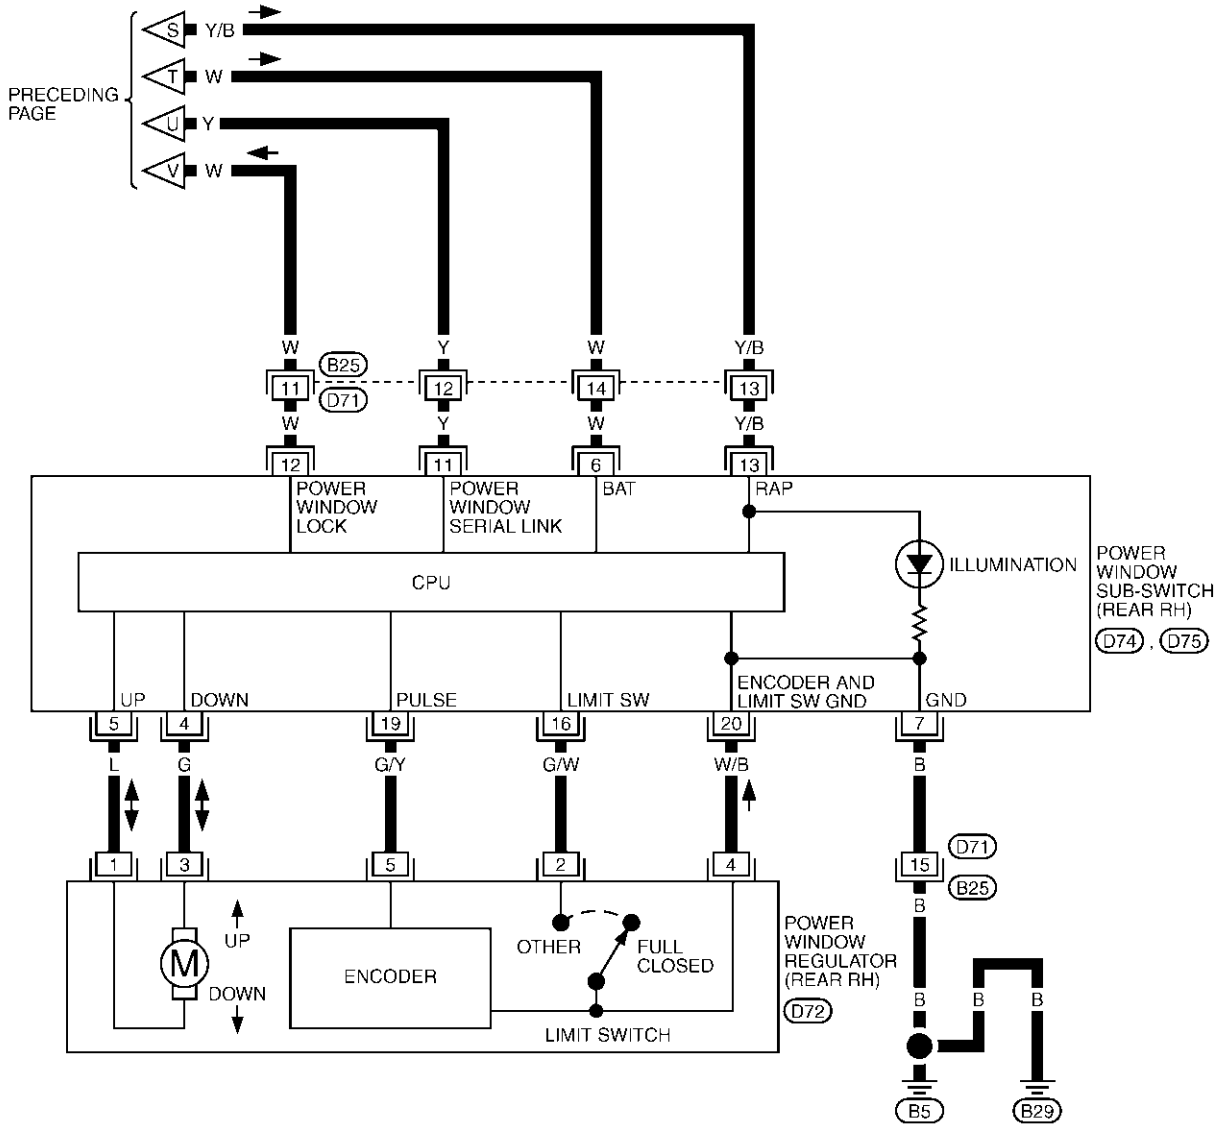 S Y/B
T W
PRECEDING
PAGE
U Y
V W
W Y W Y/B
B25
11 12 14 13
D71
W Y W Y/B
12 11 6 13
POWER
WINDOW
LOCK
POWER
WINDOW
SERIAL LINK
BAT
RAP
CPU
ILLUMINATION
POWER
WINDOW
SUB-SWITCH
(REAR RH)
D74 , D75
UP
DOWN
PULSE
LIMIT SW
ENCODER AND
LIMIT SW GND
GND
5 4 19 16 20 7
L G G/Y G/W W/B B
1 3 5 2 4 15
D71
B25
B
M
UP
DOWN
ENCODER
OTHER
FULL
CLOSED
LIMIT SWITCH
POWER
WINDOW
REGULATOR
(REAR RH)
D72
B B B
B5 B29